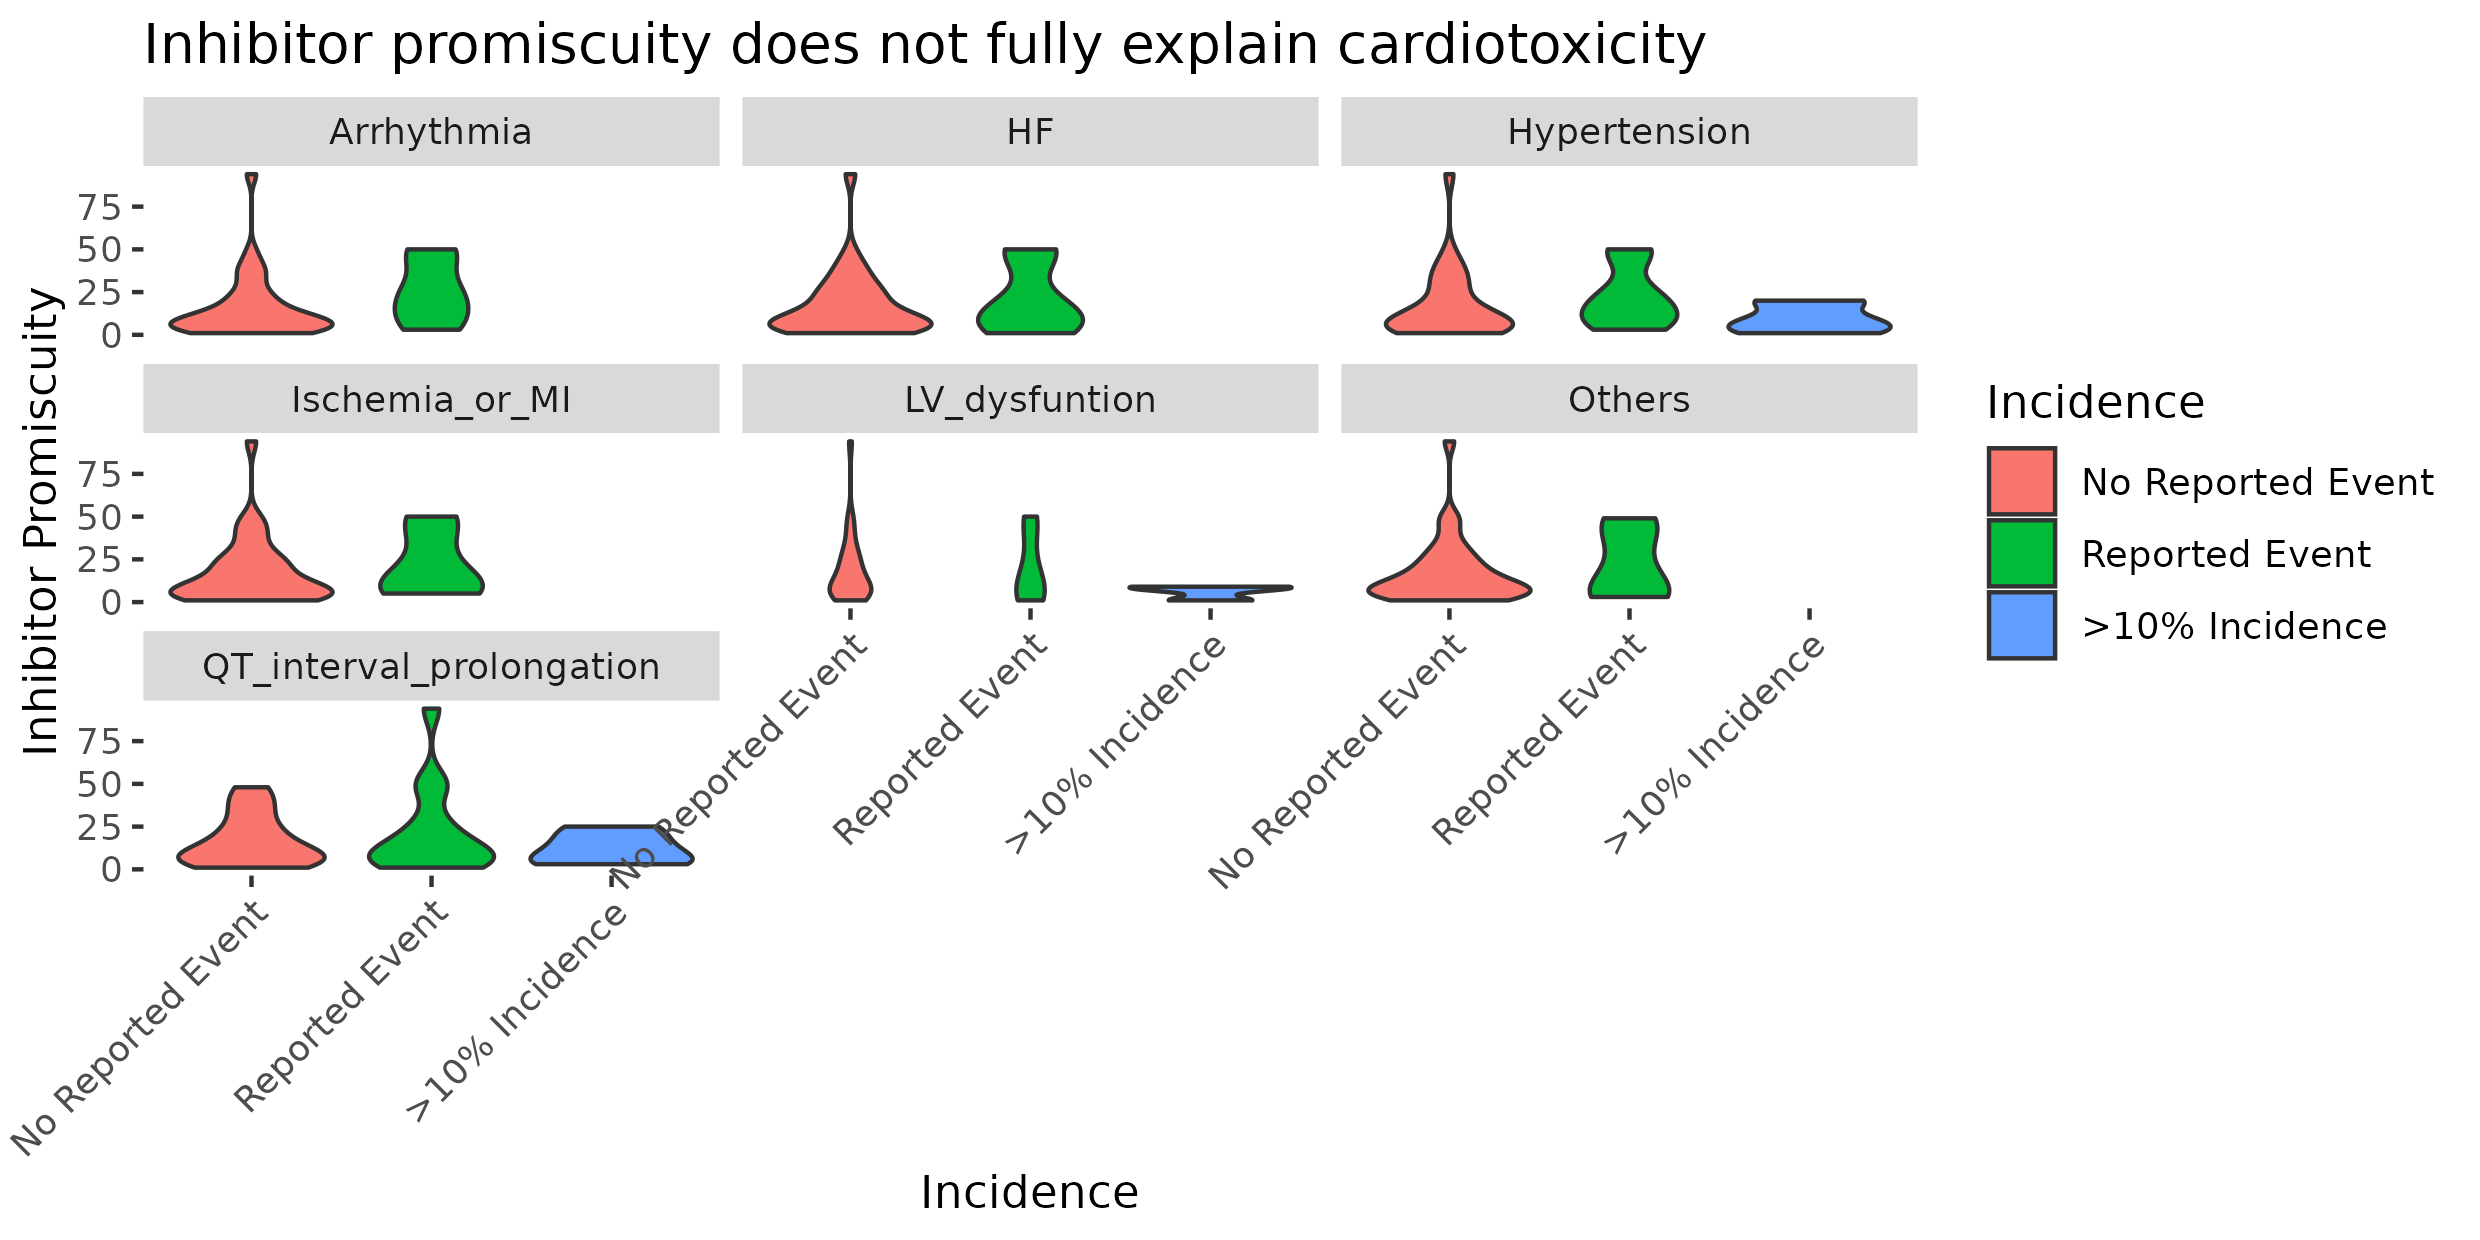 Inhibitor promiscuity does not fully explain cardiotoxicity
Arrhythmia
HF
Hypertension
75
50
25
0
Ischemia_or_MI
LV_dysfuntion
Others
75
50
25
0
No Reported Event
Reported Event
>10% Incidence
No Reported Event
Reported Event
>10% Incidence
QT_interval_prolongation
75
50
25
0
No Reported Event
Reported Event
>10% Incidence
Inhibitor Promiscuity
Incidence
Incidence
No Reported Event
Reported Event
>10% Incidence